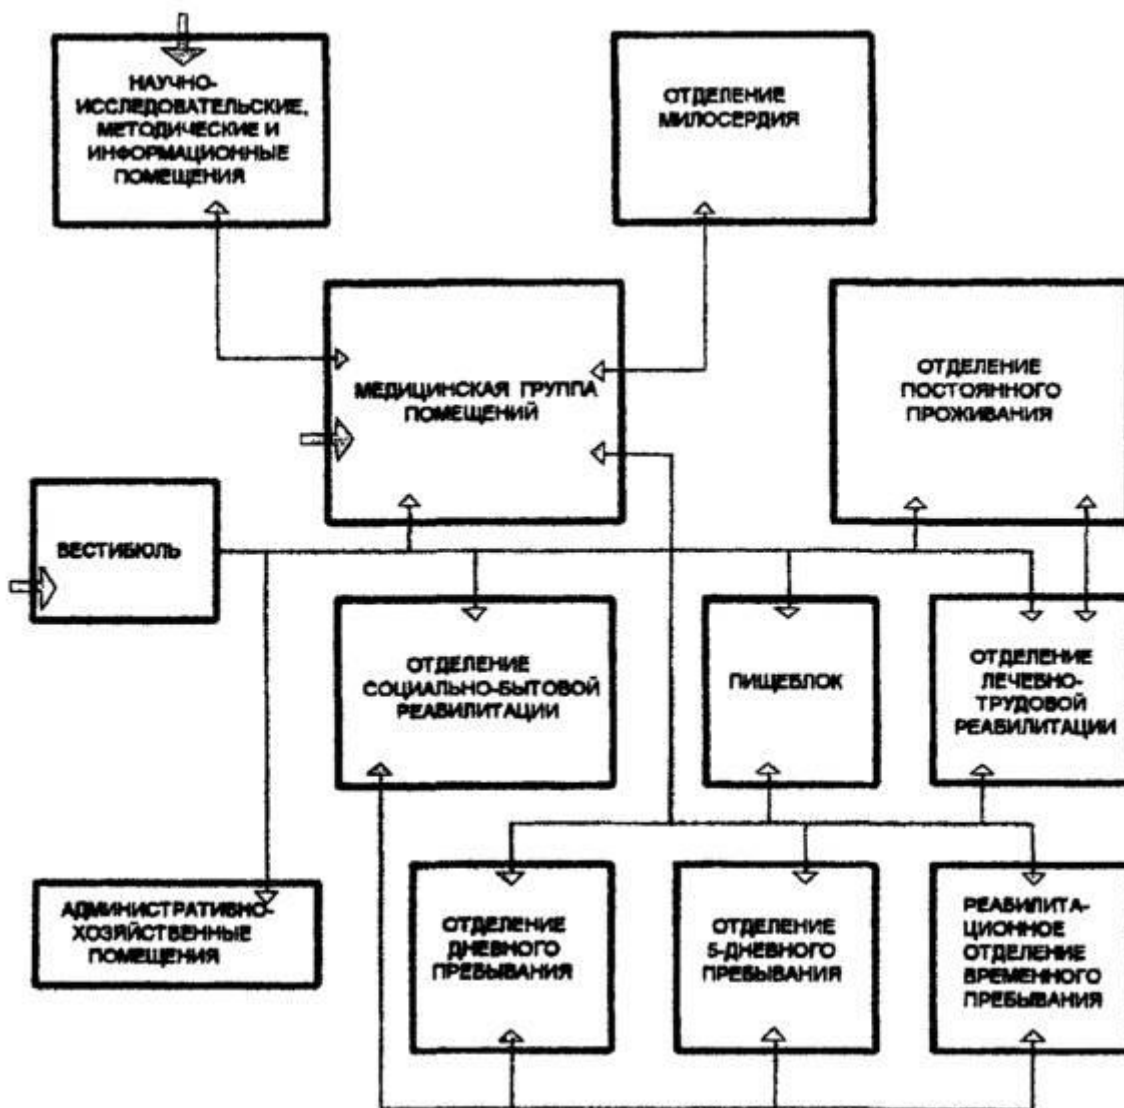 НАУЧНО-
ИССЛЕДОВАТЕЛЬСКИЕ,
МЕТОДИЧЕСКИЕ И
ИНФОРМАЦИОННЫЕ
ПОМЕЩЕНИЯ
ОТДЕЛЕНИЕ
МИЛОСЕРДИЯ
МЕДИЦИНСКАЯ ГРУППА
ПОМЕЩЕНИЙ
ОТДЕЛЕНИЕ
ПОСТОЯННОГО
ПРОЖИВАНИЯ
ВЕСТИБЮЛЬ
ОТДЕЛЕНИЕ
СОЦИАЛЬНО-БЫТОВОЙ
РЕАБИЛИТАЦИИ
ПИЩЕБЛОК
ОТДЕЛЕНИЕ
ЛЕЧЕБНО-
ТРУДОВОЙ
РЕАБИЛИТАЦИИ
АДМИНИСТРАТИВНО-
ХОЗЯЙСТВЕННЫЕ
ПОМЕЩЕНИЯ
ОТДЕЛЕНИЕ
ДНЕВНОГО
ПРЕБЫВАНИЯ
ОТДЕЛЕНИЕ
5-ДНЕВНОГО
ПРЕБЫВАНИЯ
РЕАБИЛИТА-
ЦИОННОЕ
ОТДЕЛЕНИЕ
ВРЕМЕННОГО
ПРЕБЫВАНИЯ